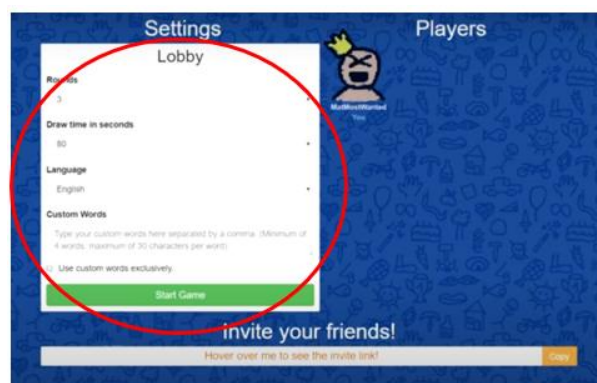 Settings
Players
Lobby
Rounds
3
Draw time in seconds
80
Language
English
Custom Words
Type your custom words here separated by a comma. (Minimum of
4 words, maximum of 30 characters per word)
Use custom words exclusively.
Start Game
MatMostWanted
You
Invite your friends!
Hover over me to see the invite link!
Copy